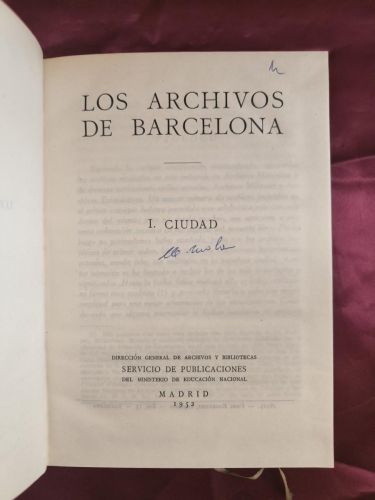 LOS ARCHIVOS
DE BARCELONA
I. CIUDAD
DIRECCIÓN GENERAL DE ARCHIVOS Y BIBLIOTECAS
SERVICIO DE PUBLICACIONES
DEL MINISTERIO DE EDUCACIÓN NACIONAL
MADRID
1952